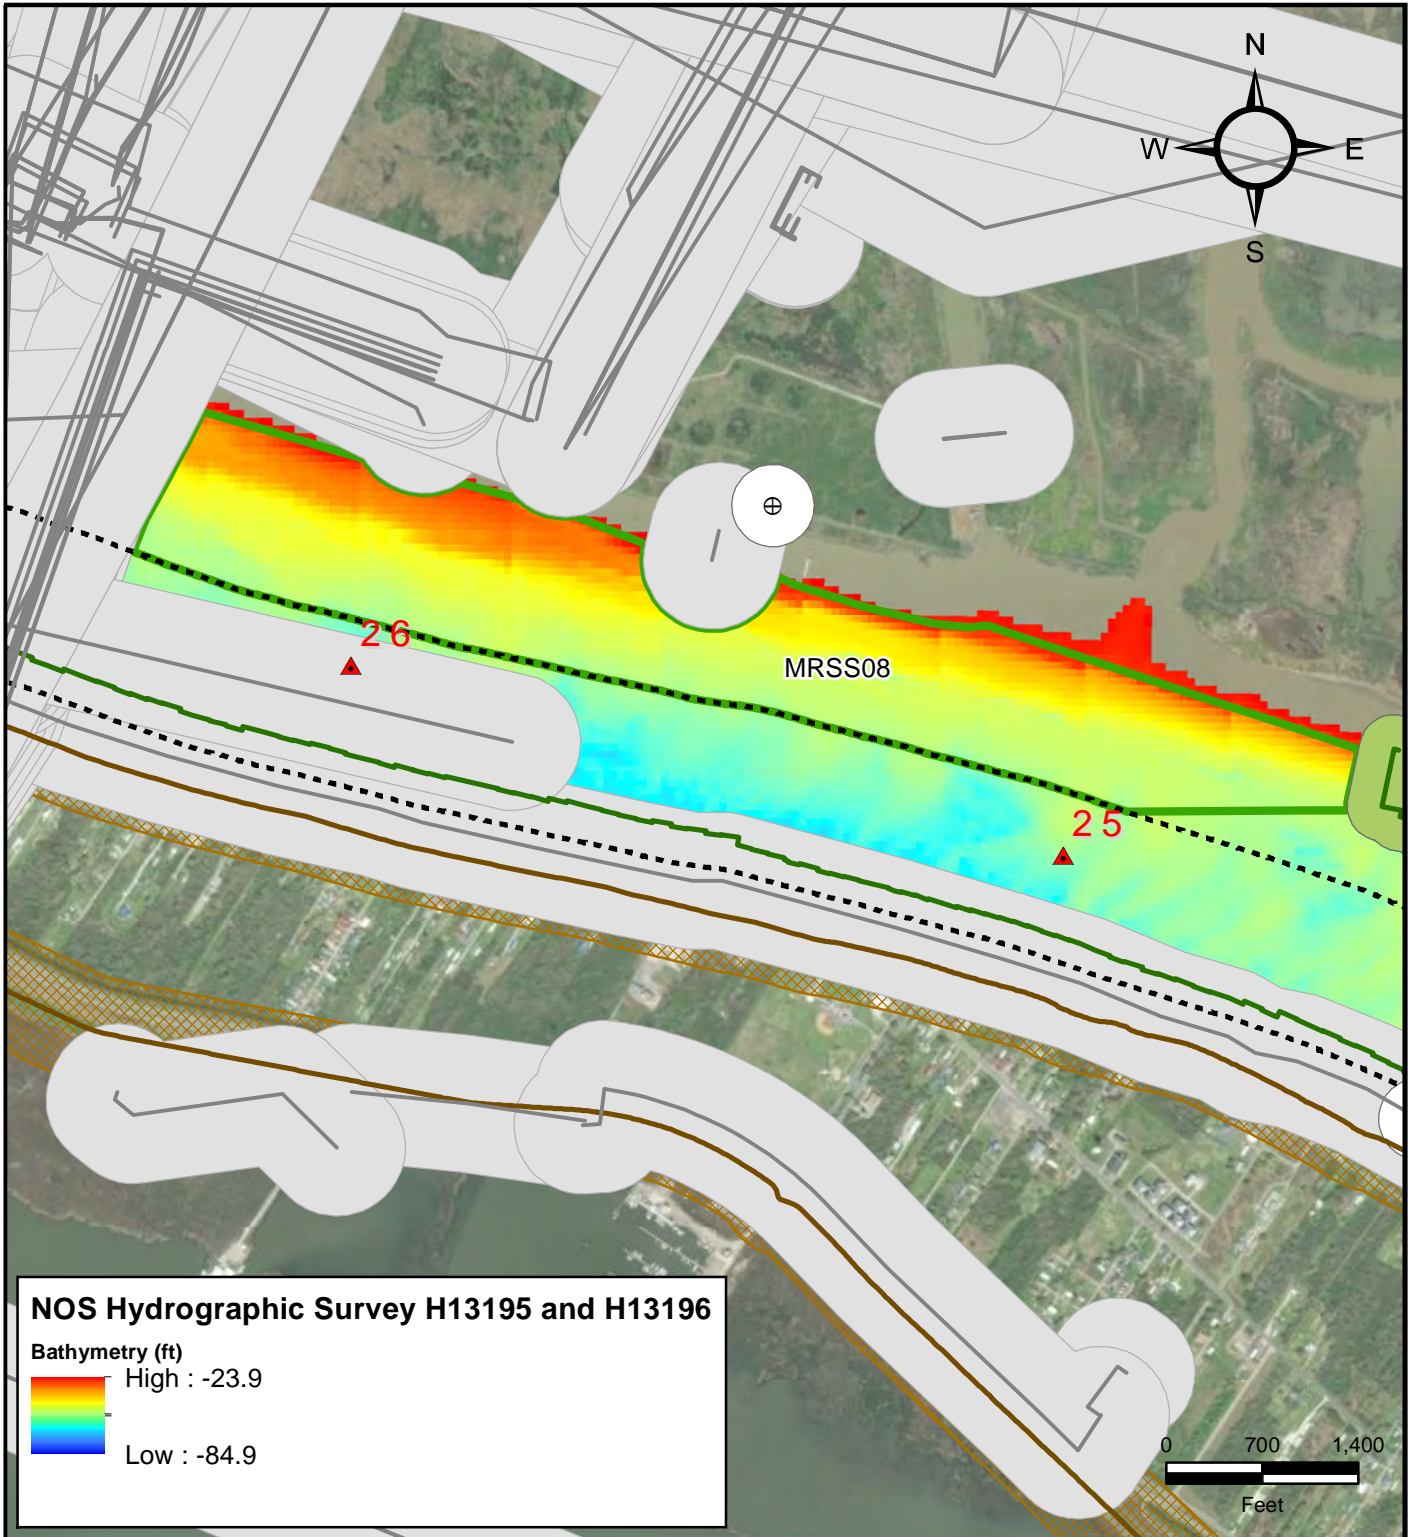 N
W E
S
2 6
MRSS08
2 5
NOS Hydrographic Survey H13195 and H13196
Bathymetry (ft)
High : -23.9
Low : -84.9
0 700 1,400
Feet